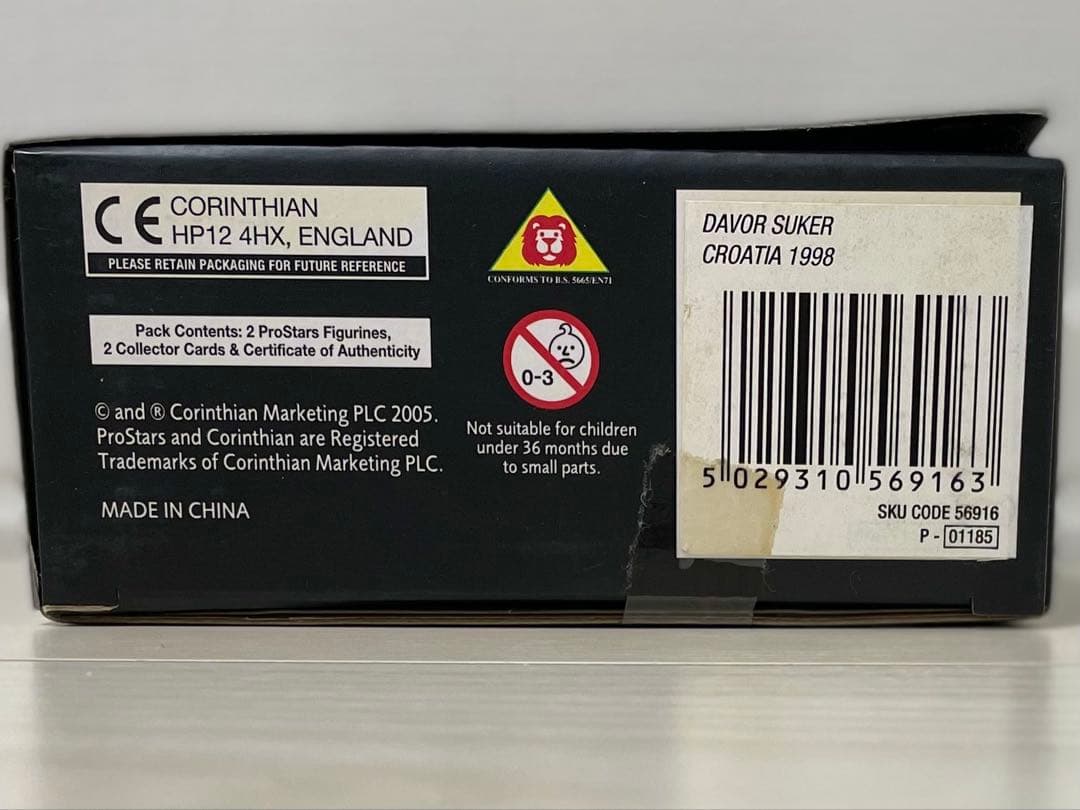 CE CORINTHIAN
HP12 4HX, ENGLAND
PLEASE RETAIN PACKAGING FOR FUTURE REFERENCE
Pack Contents: 2 ProStars Figurines,
2 Collector Cards & Certificate of Authenticity
© and ® Corinthian Marketing PLC 2005.
ProStars and Corinthian are Registered
Trademarks of Corinthian Marketing PLC.
MADE IN CHINA
CONFORMS TO B.S. 5665/EN71
0-3
Not suitable for children
under 36 months due
to small parts.
DAVOR SUKER
CROATIA 1998
5 029310 569163
SKU CODE 56916
P - 01185